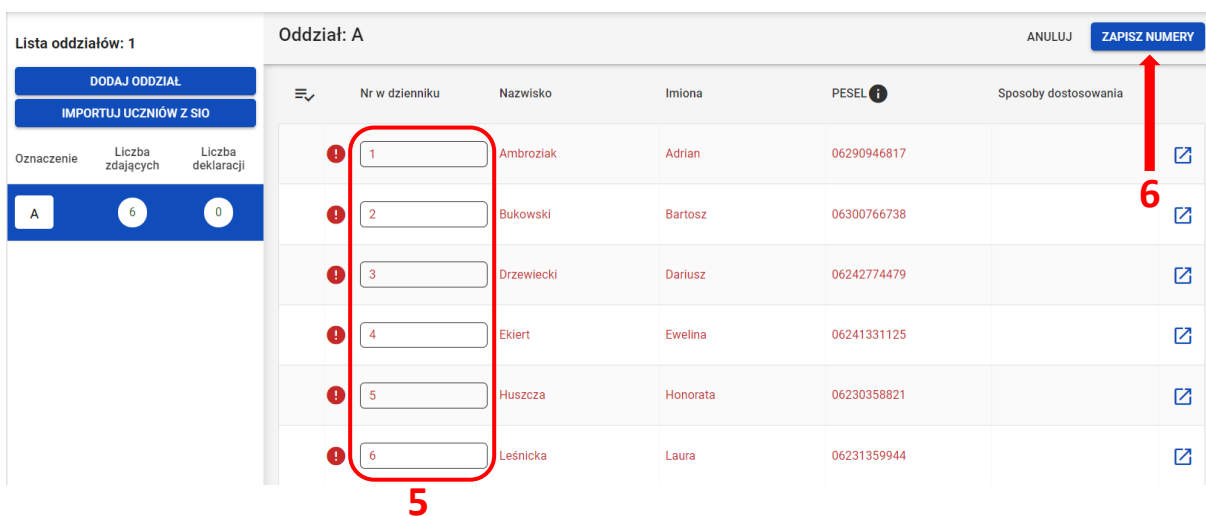 Lista oddziałów: 1
DODAJ ODDZIAŁ
IMPORTUJ UCZNIÓW Z SIO
Oznaczenie Liczba zdających Liczba deklaracji
A 6 0
Oddział: A ANULUJ ZAPISZ NUMERY
Nr w dzienniku Nazwisko Imiona PESEL i Sposoby dostosowania
! 1 Ambroziak Adrian 06290946817
! 2 Bukowski Bartosz 06300766738
! 3 Drzewiecki Dariusz 06242774479
! 4 Ekiert Ewelina 06241331125
! 5 Huszcza Honorata 06230358821
! 6 Leśnicka Laura 06231359944
5
6